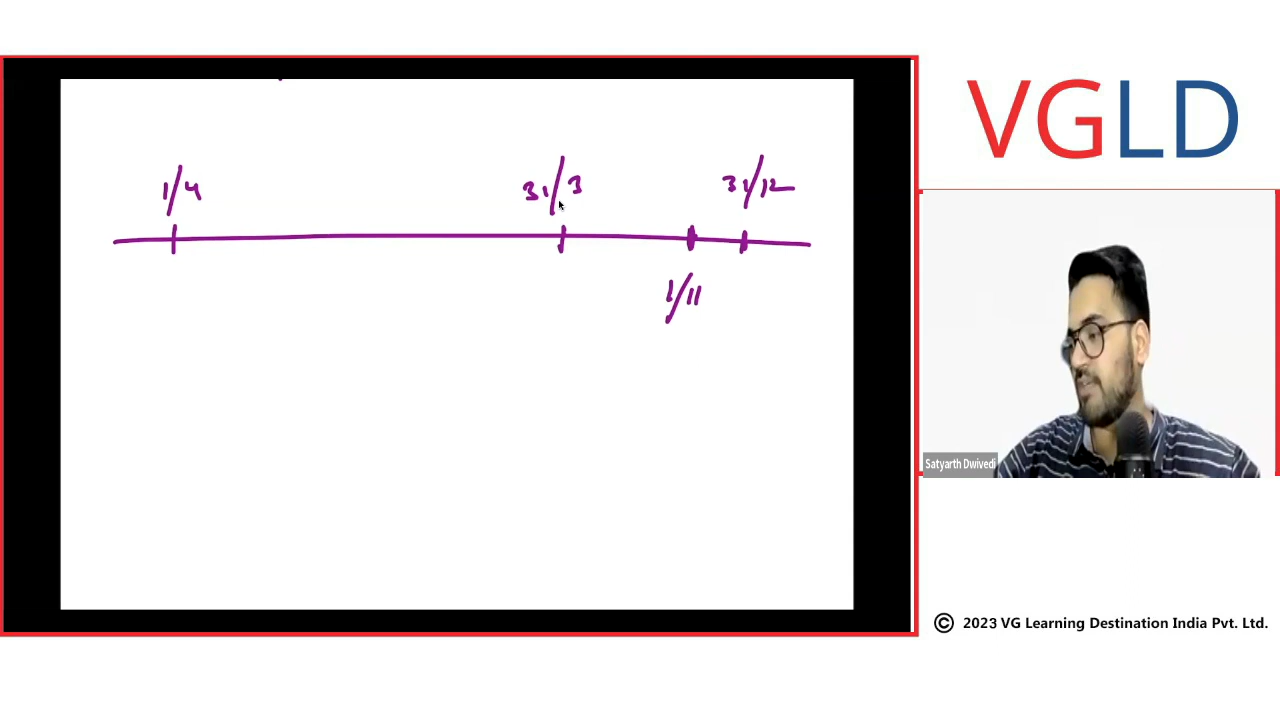 1/4 31/3 31/12
1/11
VGLD
Satyarth Dwivedi
© 2023 VG Learning Destination India Pvt. Ltd.